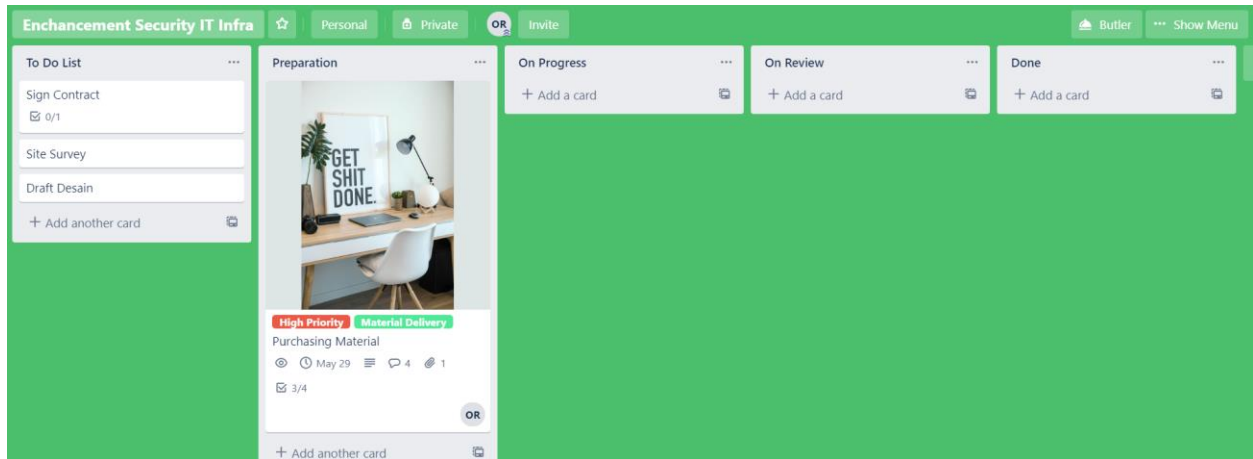 Enchancement Security IT Infra Personal Private OR Invite Butler ··· Show Menu
To Do List ···
Sign Contract
0/1
Site Survey
Draft Desain
+ Add another card
Preparation ···
GET
SHIT
DONE.
High Priority Material Delivery
Purchasing Material
May 29 4 1
3/4
OR
+ Add another card
On Progress ···
+ Add a card
On Review ···
+ Add a card
Done ···
+ Add a card